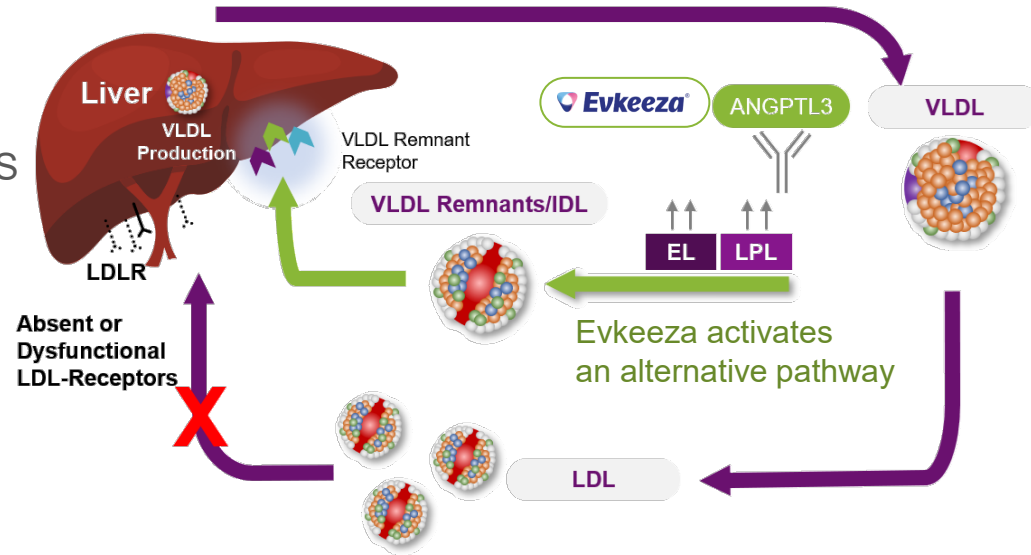 Liver
VLDL
Production
VLDL Remnant
Receptor
Evkeeza®
ANGPTL3
VLDL
S
VLDL Remnants/IDL
EL
LPL
LDLR
Evkeeza activates
an alternative pathway
Absent or
Dysfunctional
LDL-Receptors
X
LDL